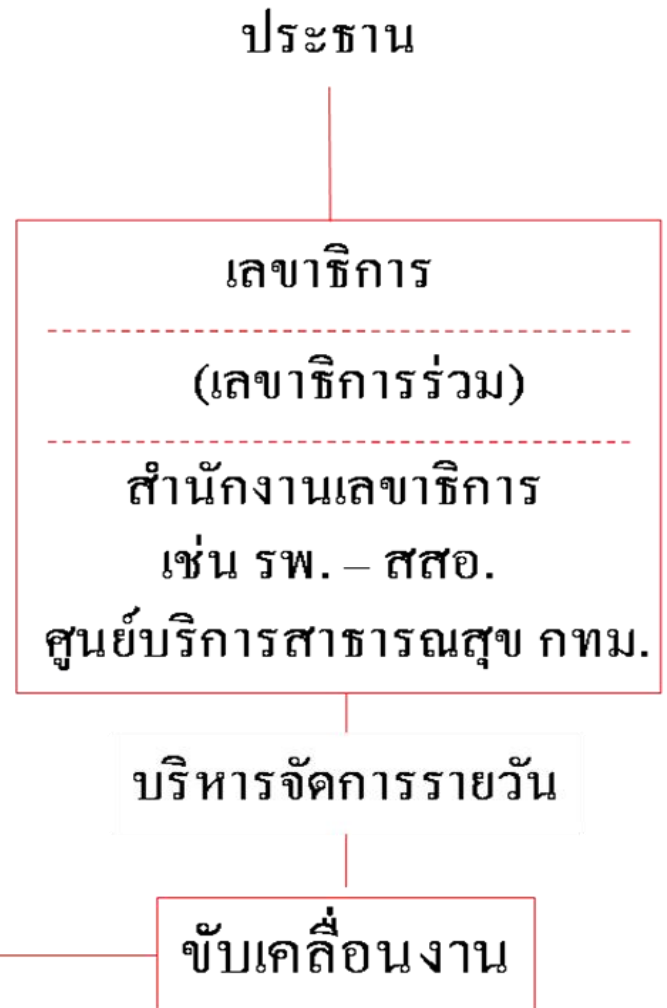 ประธาน
เลขาธิการ
(เลขาธิการร่วม)
สำนักงานเลขาธิการ
เช่น รพ. – สสอ.
ศูนย์บริการสาธารณสุข กทม.
บริหารจัดการรายวัน
ขับเคลื่อนงาน